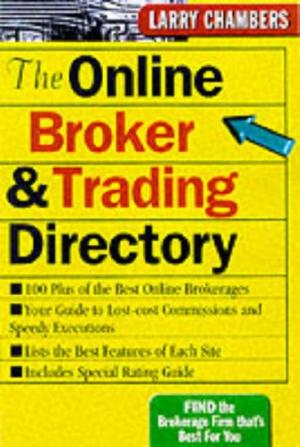 LARRY CHAMBERS
The Online
Broker
& Trading
Directory
■ 100 Plus of the Best Online Brokerages
■ Your Guide to Lost-cost Commissions and
Speedy Executions
■ Lists the Best Features of Each Site
■ Includes Special Rating Guide
FIND the
Brokerage Firm that's
Best For You